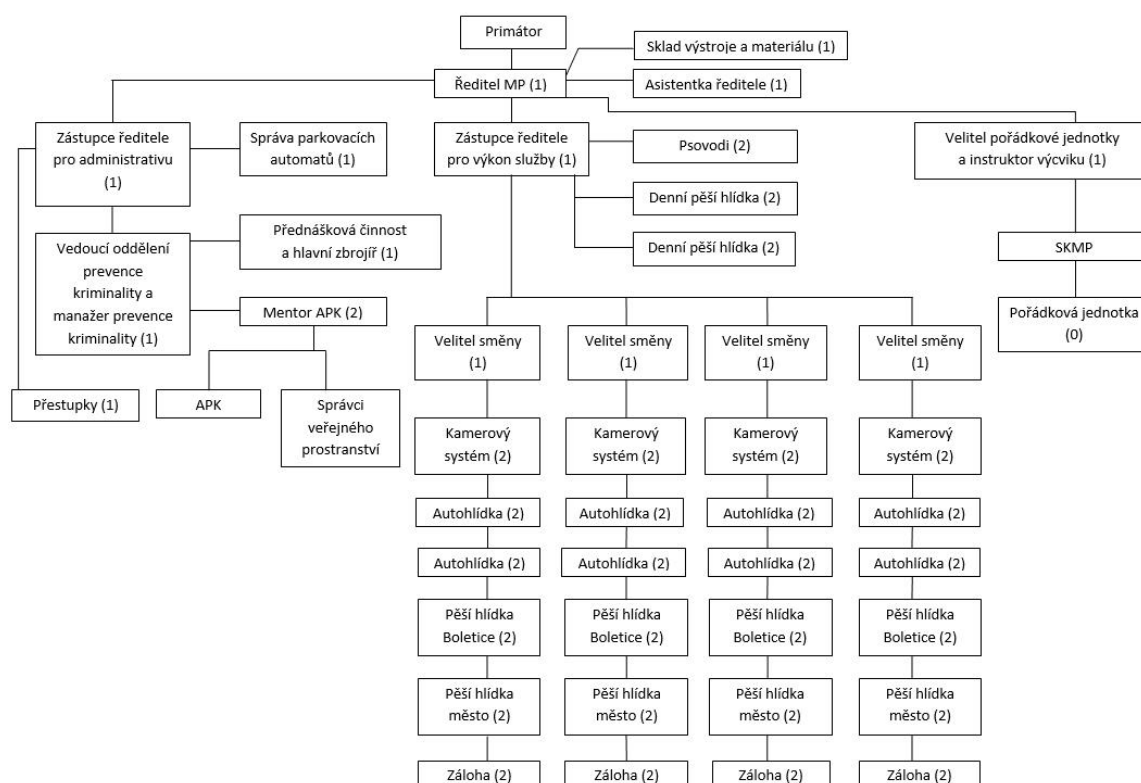 Primátor
Sklad výstroje a materiálu (1)
Ředitel MP (1)
Asistentka ředitele (1)
Zástupce ředitele
pro administrativu
(1)
Správa parkovacích
automatů (1)
Zástupce ředitele
pro výkon služby (1)
Psovodi (2)
Velitel pořádkové jednotky
a instruktor výcviku (1)
Denní pěší hlídka (2)
Denní pěší hlídka (2)
Vedoucí oddělení
prevence
kriminality a
manažer prevence
kriminality (1)
Přednášková činnost
a hlavní zbrojíř (1)
SKMP
Mentor APK (2)
Pořádková jednotka
(0)
Přestupky (1)
APK
Správci
veřejného
prostranství
Velitel směny
(1)
Velitel směny
(1)
Velitel směny
(1)
Velitel směny
(1)
Kamerový
systém (2)
Kamerový
systém (2)
Kamerový
systém (2)
Kamerový
systém (2)
Autohlídka (2)
Autohlídka (2)
Autohlídka (2)
Autohlídka (2)
Autohlídka (2)
Autohlídka (2)
Autohlídka (2)
Autohlídka (2)
Pěší hlídka
Boletice (2)
Pěší hlídka
Boletice (2)
Pěší hlídka
Boletice (2)
Pěší hlídka
Boletice (2)
Pěší hlídka
město (2)
Pěší hlídka
město (2)
Pěší hlídka
město (2)
Pěší hlídka
město (2)
Záloha (2)
Záloha (2)
Záloha (2)
Záloha (2)